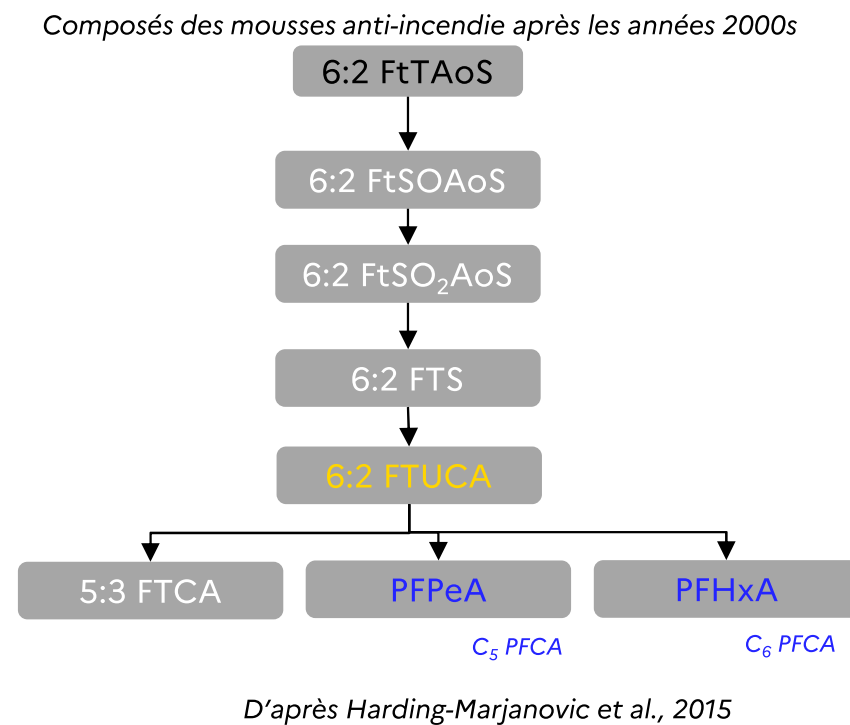 Composés des mousses anti-incendie après les années 2000s
6:2 FtTAoS
6:2 FtSOAoS
6:2 FtSO₂AoS
6:2 FTS
6:2 FTUCA
5:3 FTCA
PFPeA
PFHxA
C₅ PFCA
C₆ PFCA
D’après Harding-Marjanovic et al., 2015